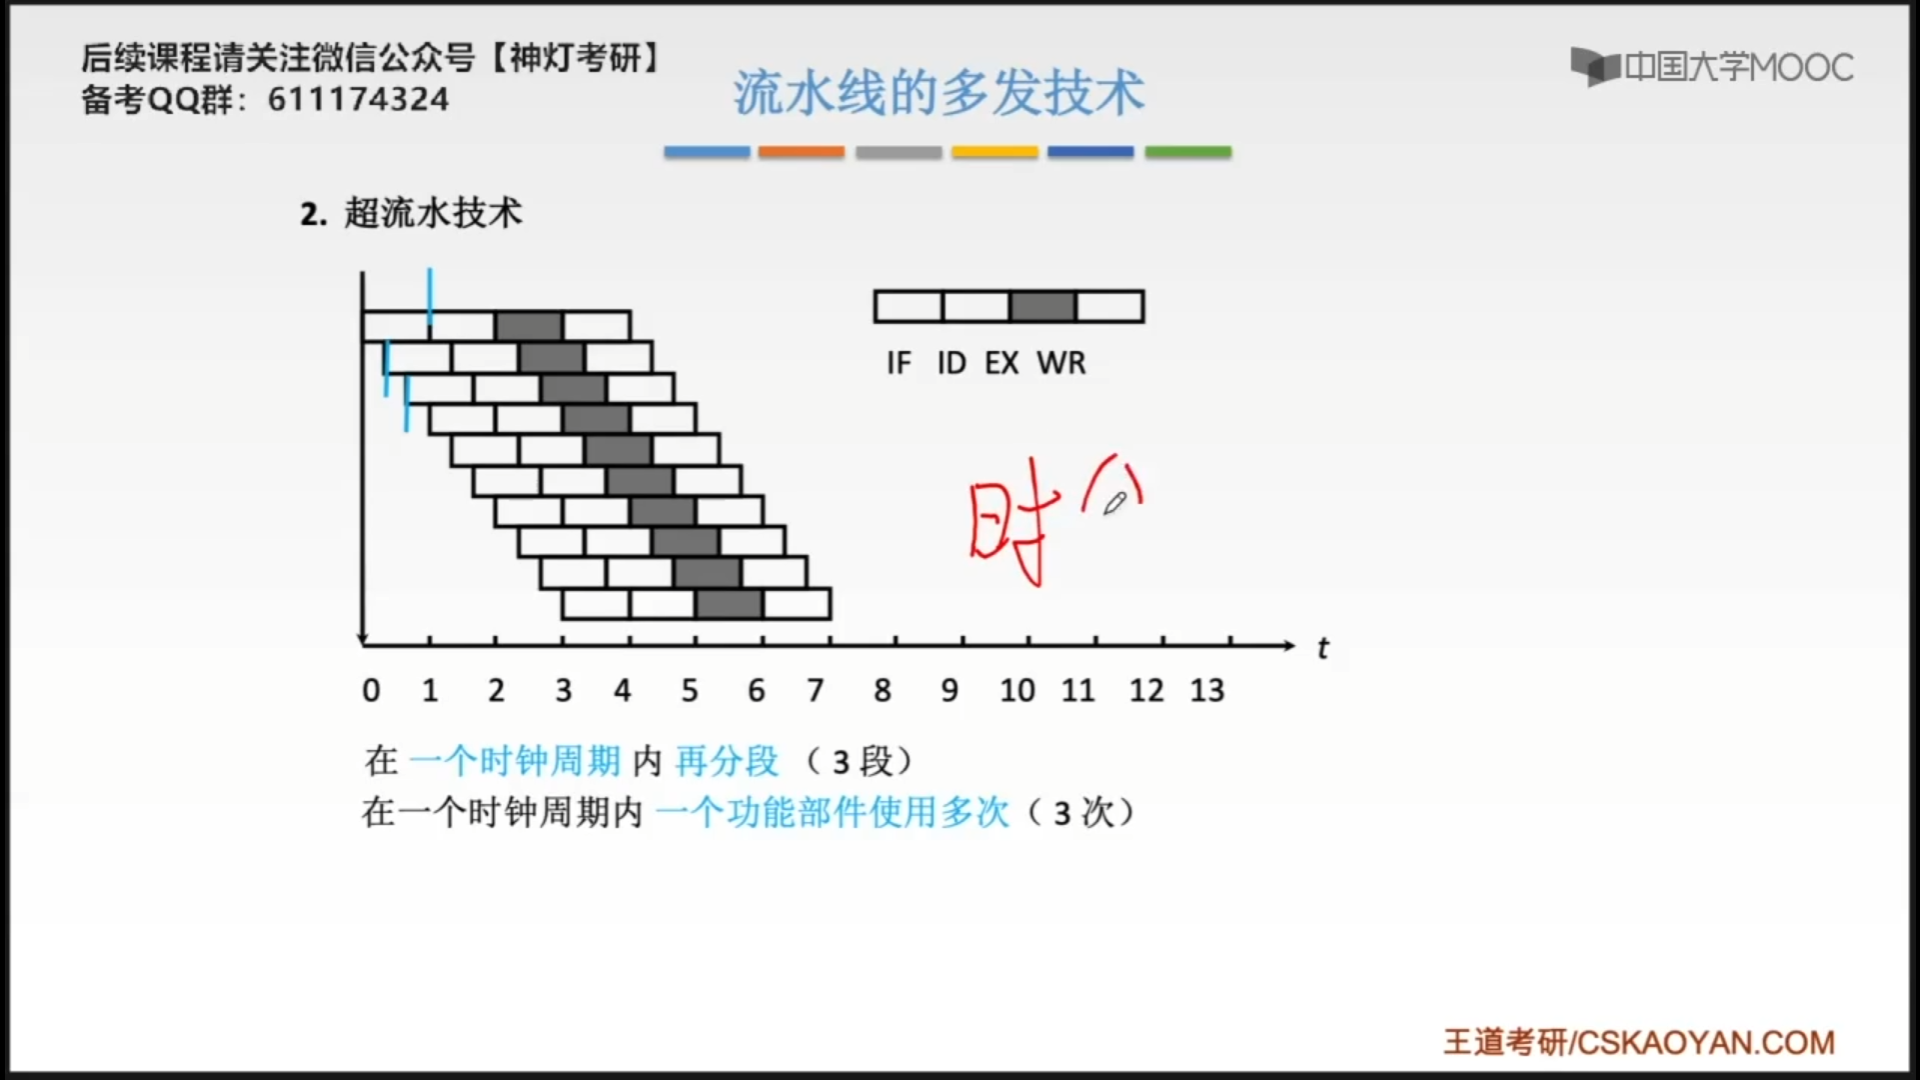 后续课程请关注微信公众号【神灯考研】
备考QQ群：611174324
中国大学MOOC
流水线的多发技术
2. 超流水技术
IF ID EX WR
时分
t
0 1 2 3 4 5 6 7 8 9 10 11 12 13
在 一个时钟周期 内 再分段 （ 3 段）
在一个时钟周期内 一个功能部件使用多次（ 3 次）
王道考研/CSKAOYAN.COM